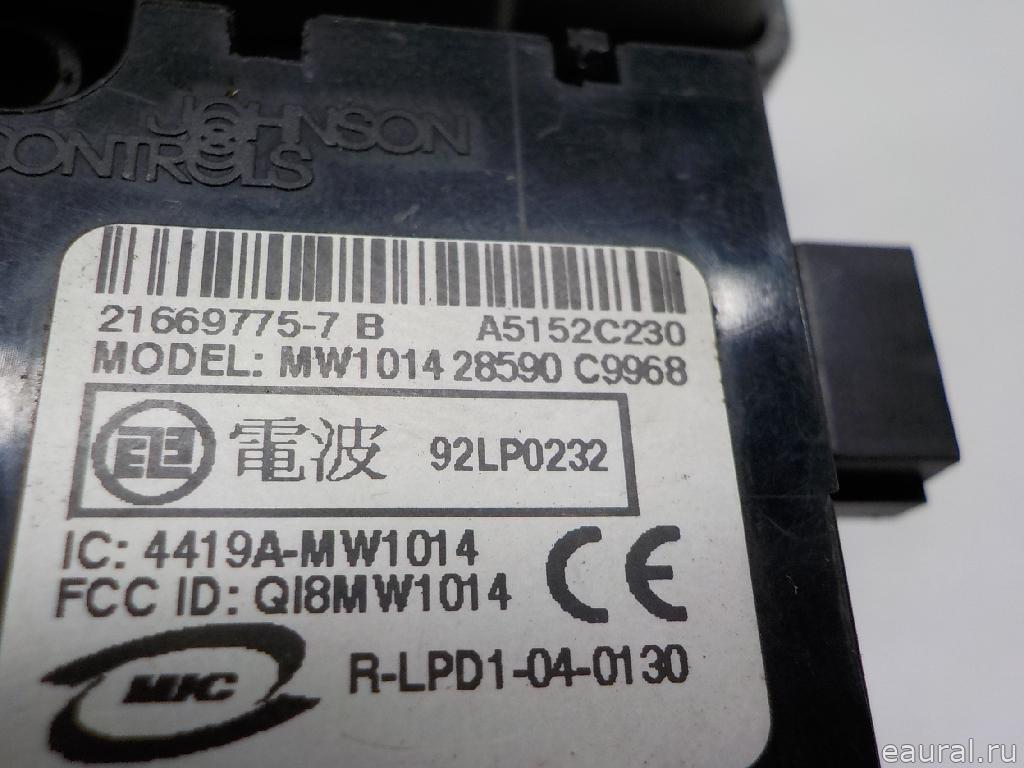 JOHNSON
CONTROLS
21669775-7 B A5152C230
MODEL: MW1014 28590 C9968
電波 92LP0232
IC: 4419A-MW1014
FCC ID: QI8MW1014
CE
MIC R-LPD1-04-0130
eaural.ru